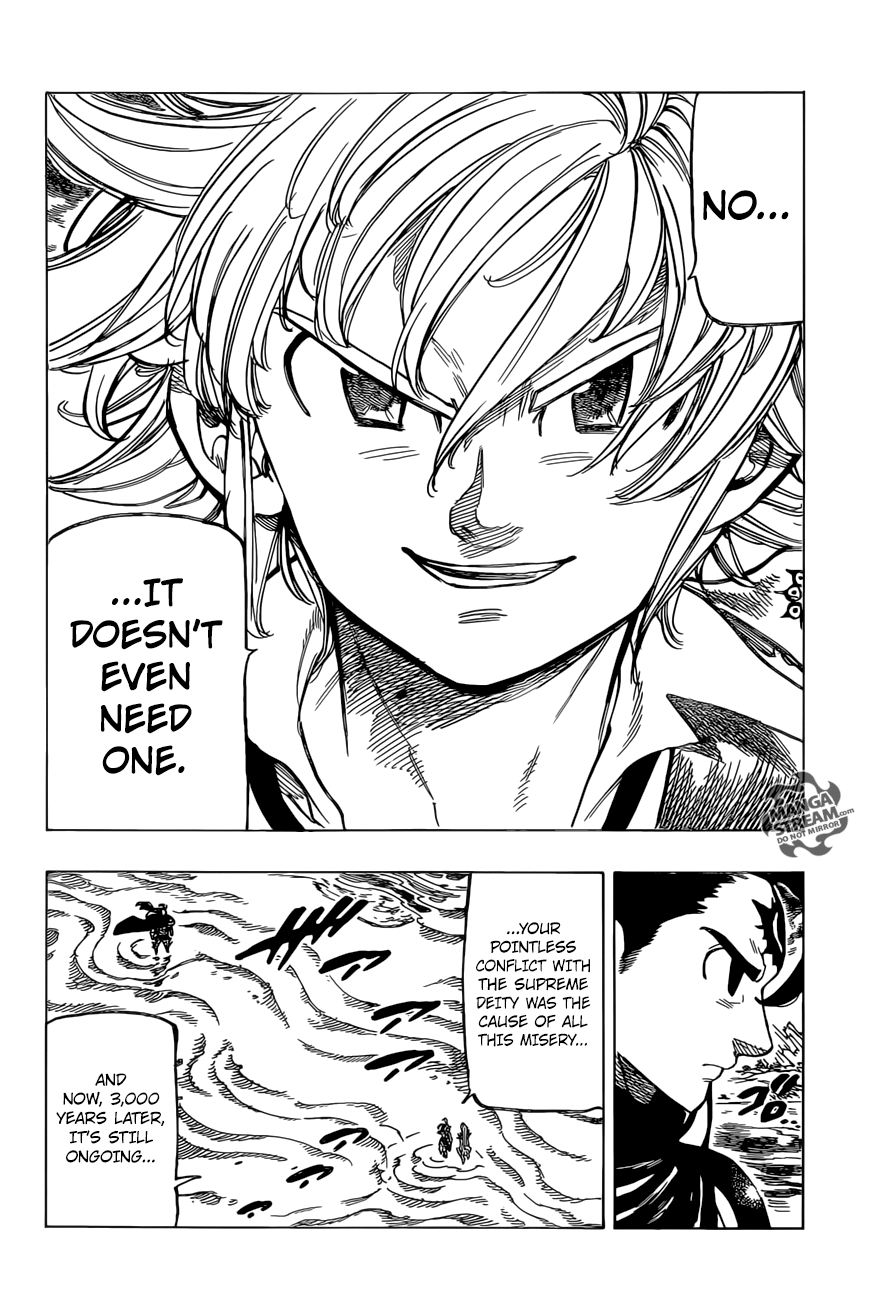 NO...
...IT
DOESN'T
EVEN
NEED
ONE.
MANGA
STREAM.com
DO NOT MIRROR
...YOUR
POINTLESS
CONFLICT WITH
THE SUPREME
DEITY WAS THE
CAUSE OF ALL
THIS MISERY...
AND
NOW, 3,000
YEARS LATER,
IT'S STILL
ONGOING...